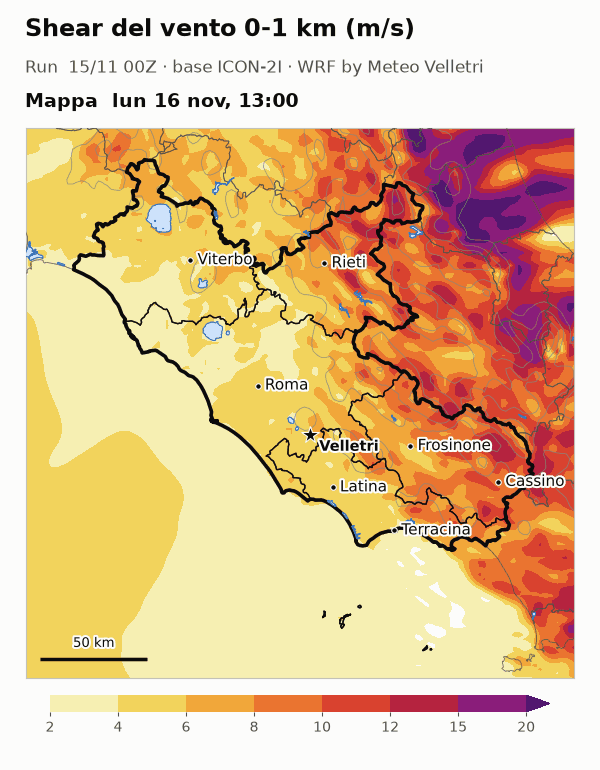 Shear del vento 0-1 km (m/s)
Run  15/11 00Z · base ICON-2I · WRF by Meteo Velletri
Mappa  lun 16 nov, 13:00
Viterbo
Rieti
Roma
Velletri
Frosinone
Cassino
Latina
Terracina
50 km
2 4 6 8 10 12 15 20